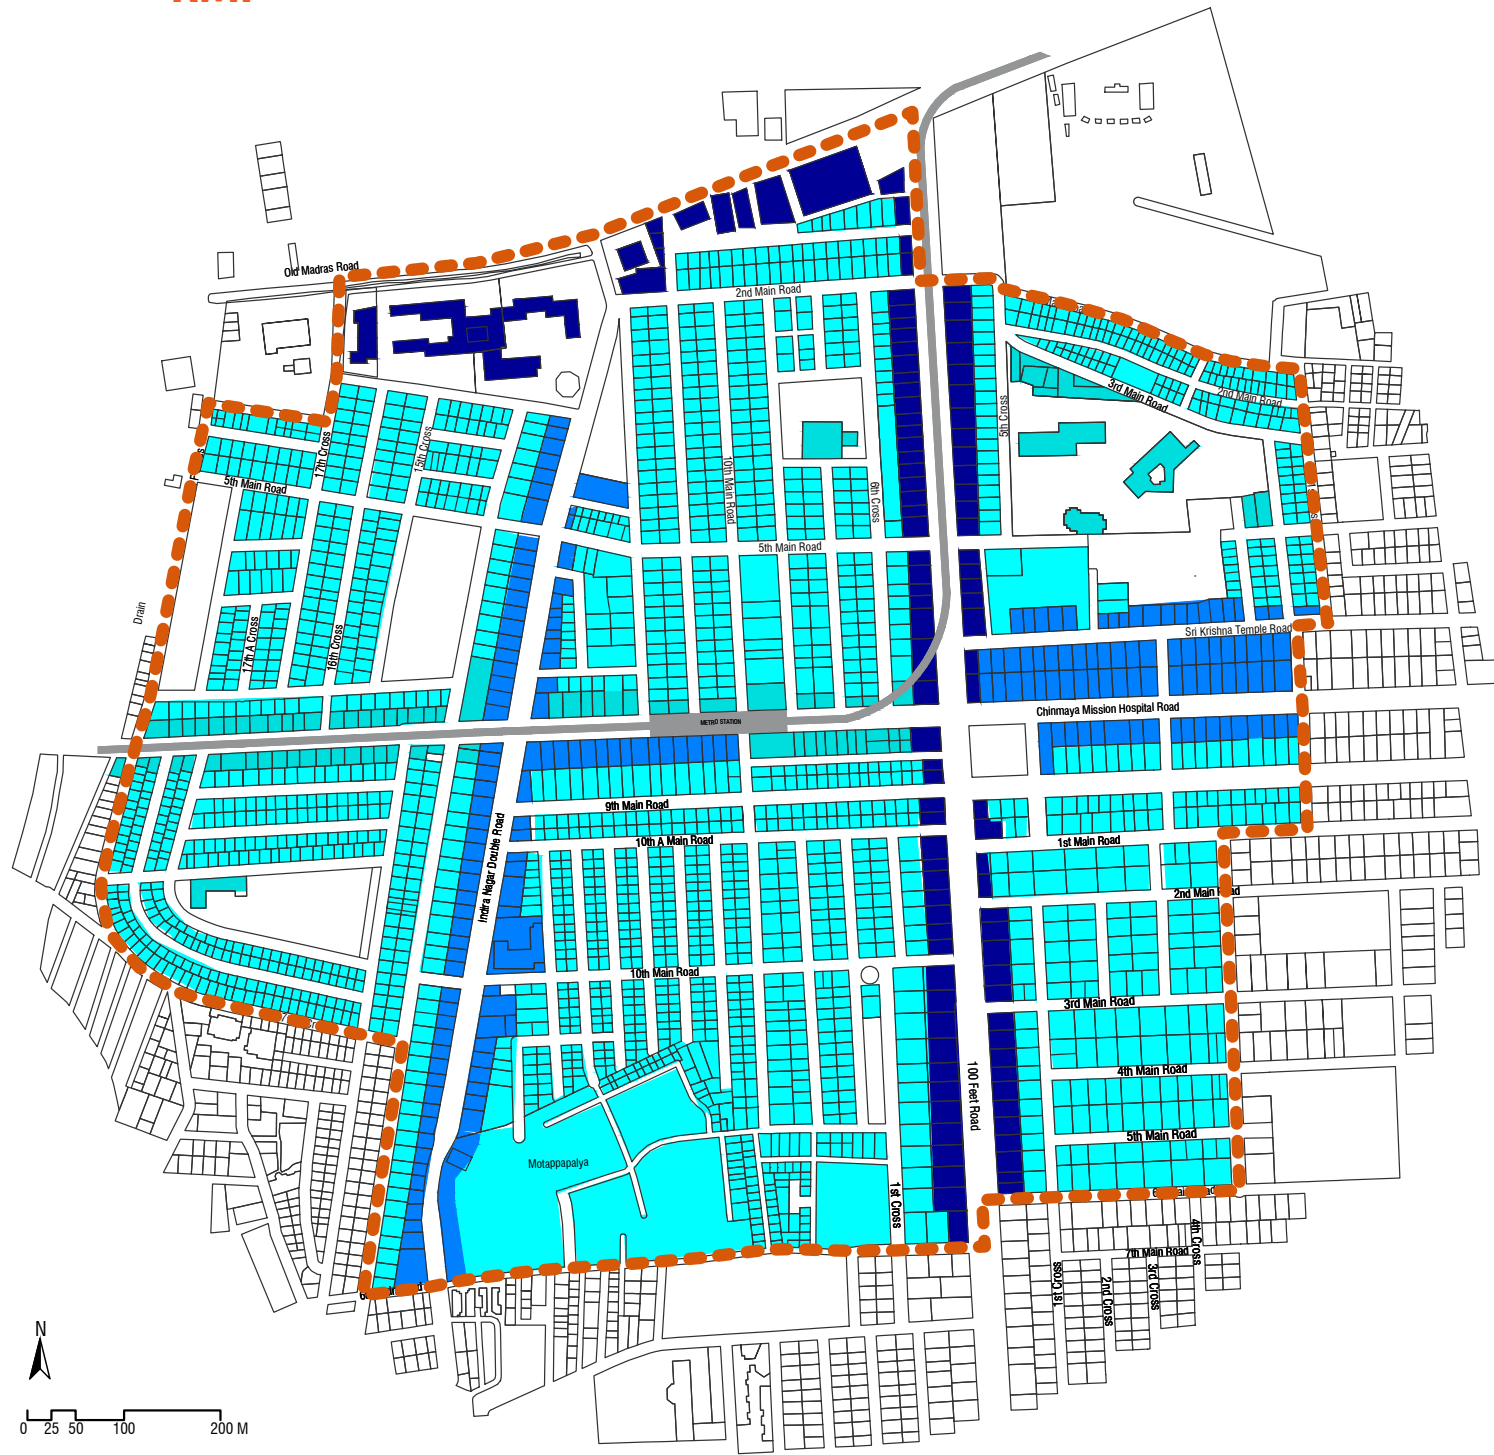 Old Madras Road
2nd Main Road
5th Cross
3rd Main Road
2nd Main Road
15th Cross
17th Cross
5th Main Road
10th Main Road
6th Cross
5th Main Road
Drain
17th A Cross
16th Cross
Sri Krishna Temple Road
METRO STATION
Chinmaya Mission Hospital Road
9th Main Road
10th A Main Road
1st Main Road
Indira Nagar Double Road
2nd Main Road
10th Main Road
3rd Main Road
100 Feet Road
4th Main Road
5th Main Road
Motappapalya
1st Cross
4th Cross
7th Main Road
1st Cross
2nd Cross
3rd Cross
N
0 25 50 100 200 M